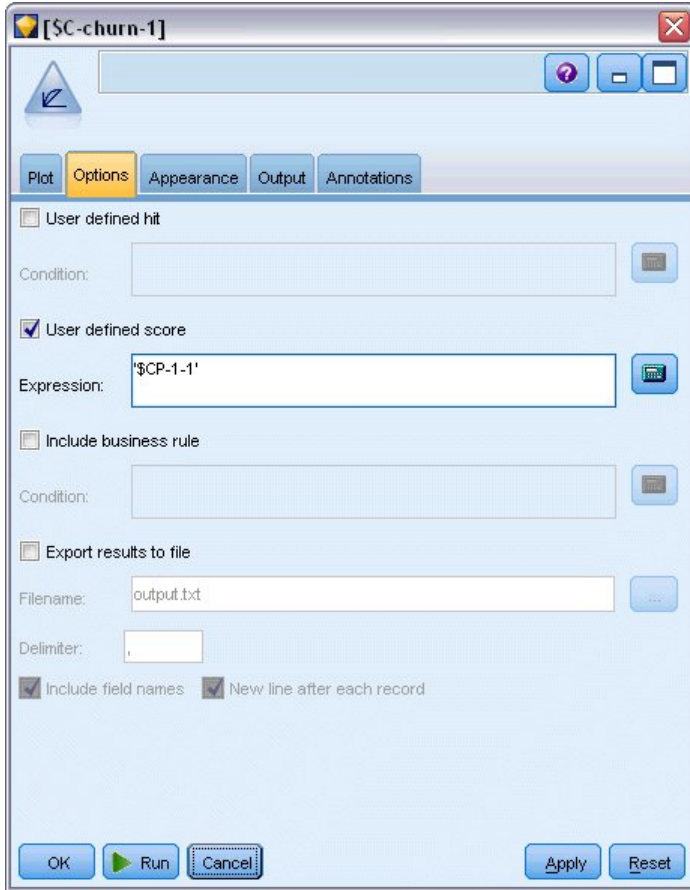 [$C-churn-1]
Plot Options Appearance Output Annotations
User defined hit
Condition:
User defined score
Expression: '$CP-1-1'
Include business rule
Condition:
Export results to file
Filename: output.txt
...
Delimiter: ,
Include field names New line after each record
OK Run Cancel Apply Reset